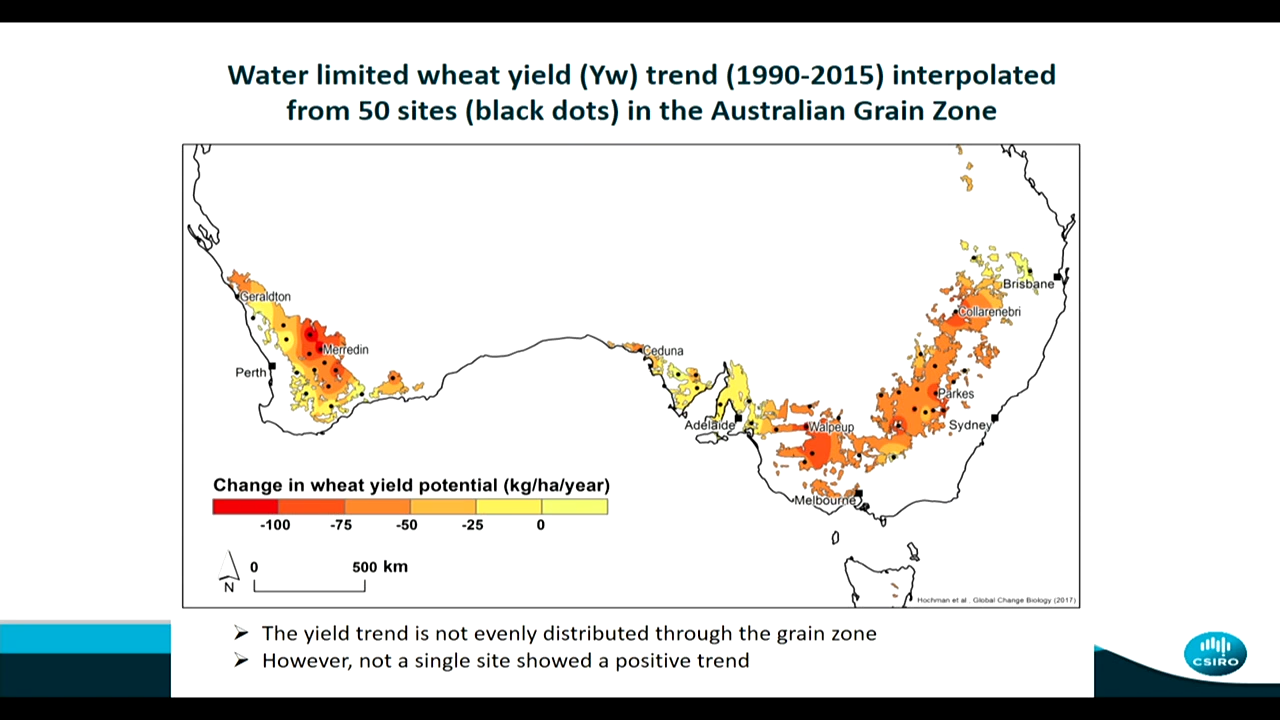 Water limited wheat yield (Yw) trend (1990-2015) interpolated
from 50 sites (black dots) in the Australian Grain Zone
Brisbane
Geraldton
Collarenebri
Merredin
Ceduna
Perth
Parkes
Adelaide
Walpeup
Sydney
Change in wheat yield potential (kg/ha/year)
Melbourne
-100 -75 -50 -25 0
0 500 km
N
Hochman et al. Global Change Biology (2017)
➢ The yield trend is not evenly distributed through the grain zone
➢ However, not a single site showed a positive trend
CSIRO